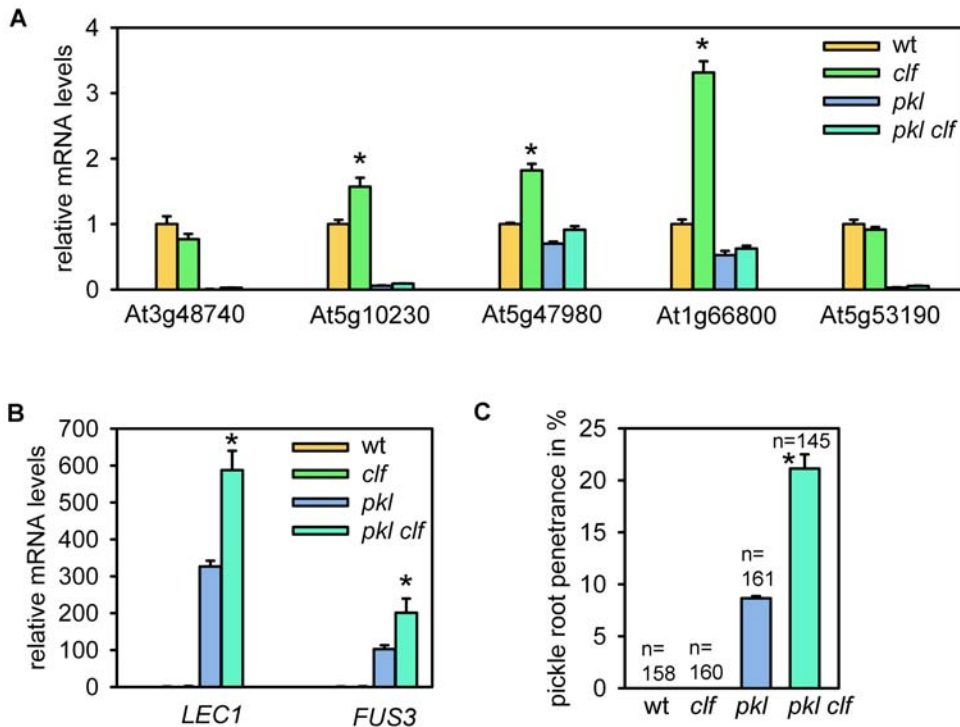 A
relative mRNA levels
4
3
2
1
0
wt
clf
pkl
pkl clf
*
*
*
At3g48740
At5g10230
At5g47980
At1g66800
At5g53190
B
relative mRNA levels
700
600
500
400
300
200
100
0
wt
clf
pkl
pkl clf
*
*
LEC1
FUS3
C
pickle root penetrance in %
25
20
15
10
5
0
n=
158
n=
160
n=
161
n=145
*
wt
clf
pkl
pkl clf